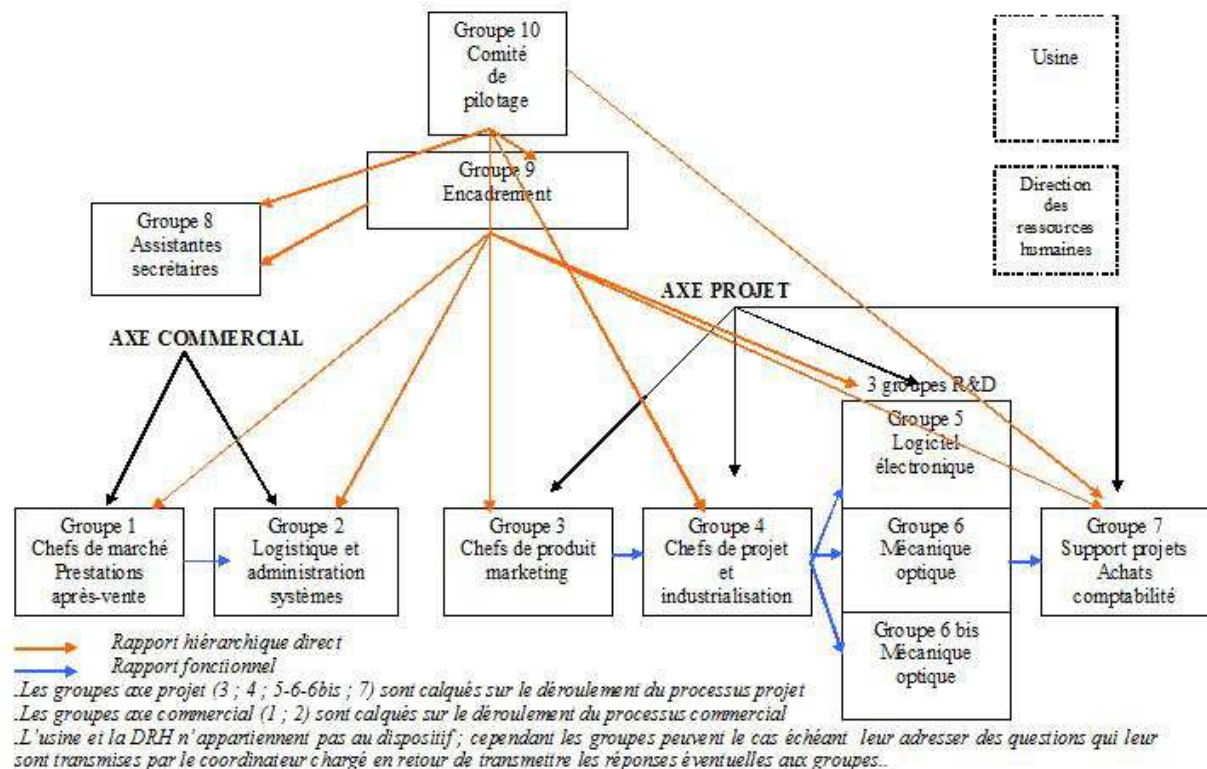 Groupe 10
Comité
de
pilotage
Usine
Groupe 9
Encadrement
Direction
des
ressources
humaines
Groupe 8
Assistantes
secrétaires
AXE PROJET
AXE COMMERCIAL
3 groupes R&D
Groupe 5
Logiciel
électronique
Groupe 1
Chefs de marché
Prestations
après-vente
Groupe 2
Logistique et
administration
systèmes
Groupe 3
Chefs de produit
marketing
Groupe 4
Chefs de projet
et
industrialisation
Groupe 6
Mécanique
optique
Groupe 7
Support projets
Achats
comptabilité
Groupe 6 bis
Mécanique
optique
Rapport hiérarchique direct
Rapport fonctionnel
.Les groupes axe projet (3 ; 4 ; 5-6-6bis ; 7) sont calqués sur le déroulement du processus projet
.Les groupes axe commercial (1 ; 2) sont calqués sur le déroulement du processus commercial
.L'usine et la DRH n'appartiennent pas au dispositif ; cependant les groupes peuvent le cas échéant leur adresser des questions qui leur
sont transmises par le coordinateur chargé en retour de transmettre les réponses éventuelles aux groupes..